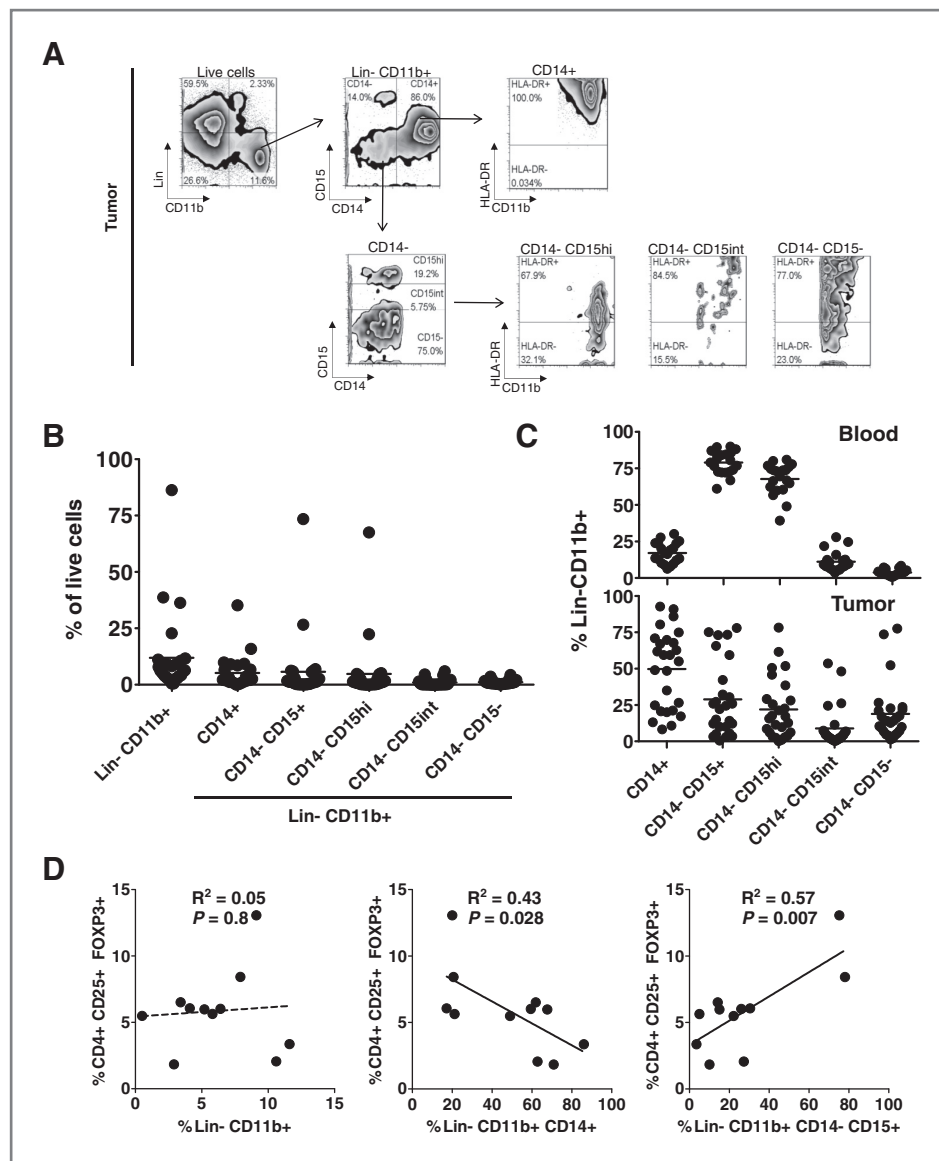 A
Tumor
Live cells
59.5%
2.33%
26.6%
11.6%
Lin
CD11b
Lin- CD11b+
CD14-
14.0%
CD14+
86.0%
CD15
CD14
CD14+
HLA-DR+
100.0%
HLA-DR-
0.034%
HLA-DR
CD11b
CD14-
CD15hi
19.2%
CD15int
5.75%
CD15-
75.0%
CD15
CD14
CD14- CD15hi
HLA-DR+
67.9%
HLA-DR-
32.1%
HLA-DR
CD11b
CD14- CD15int
HLA-DR+
84.5%
HLA-DR-
15.5%
CD14- CD15-
HLA-DR+
77.0%
HLA-DR-
23.0%
B
% of live cells
100
75
50
25
0
Lin- CD11b+
CD14+
CD14- CD15+
CD14- CD15hi
CD14- CD15int
CD14- CD15-
Lin- CD11b+
C
% Lin-CD11b+
Blood
100
75
50
25
0
Tumor
100
75
50
25
0
CD14+
CD14- CD15+
CD14- CD15hi
CD14- CD15int
CD14- CD15-
D
%CD4+ CD25+ FOXP3+
R² = 0.05
P = 0.8
15
10
5
0
0 5 10 15
% Lin- CD11b+
%CD4+ CD25+ FOXP3+
R² = 0.43
P = 0.028
15
10
5
0
0 20 40 60 80 100
% Lin- CD11b+ CD14+
%CD4+ CD25+ FOXP3+
R² = 0.57
P = 0.007
15
10
5
0
0 20 40 60 80 100
% Lin- CD11b+ CD14- CD15+